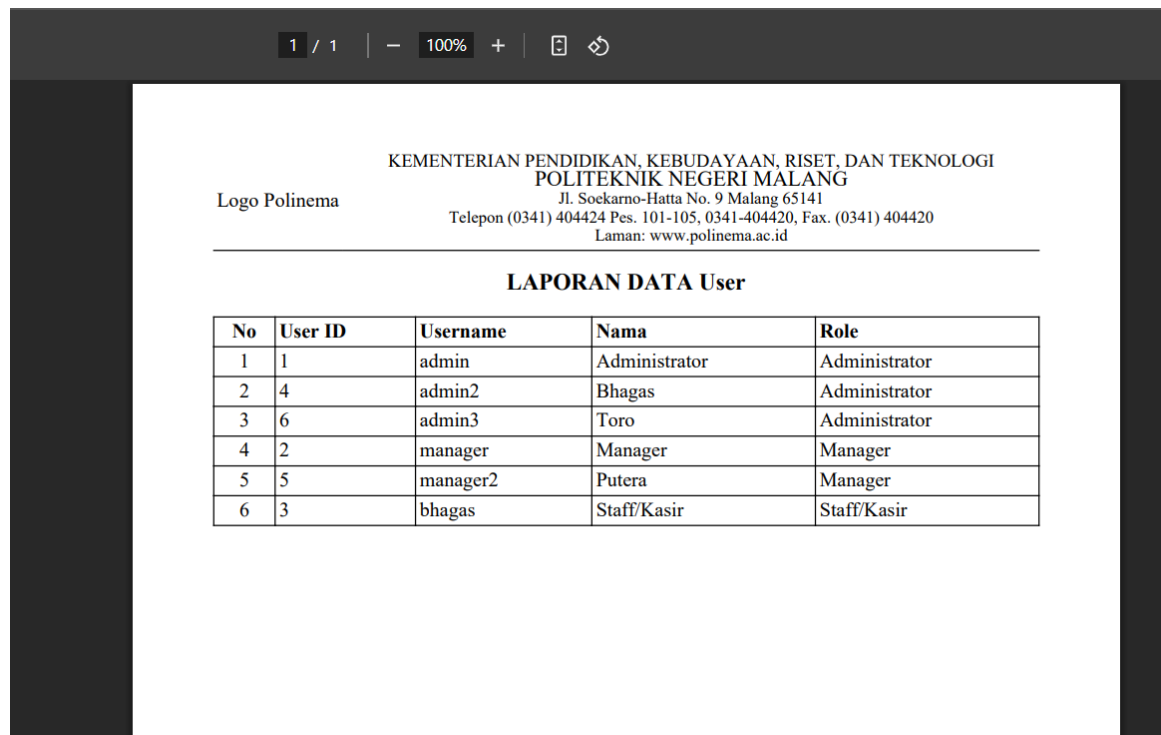 1 / 1 − 100% +
KEMENTERIAN PENDIDIKAN, KEBUDAYAAN, RISET, DAN TEKNOLOGI
POLITEKNIK NEGERI MALANG
Logo Polinema
Jl. Soekarno-Hatta No. 9 Malang 65141
Telepon (0341) 404424 Pes. 101-105, 0341-404420, Fax. (0341) 404420
Laman: www.polinema.ac.id
LAPORAN DATA User
No User ID Username Nama Role
1 1 admin Administrator Administrator
2 4 admin2 Bhagas Administrator
3 6 admin3 Toro Administrator
4 2 manager Manager Manager
5 5 manager2 Putera Manager
6 3 bhagas Staff/Kasir Staff/Kasir